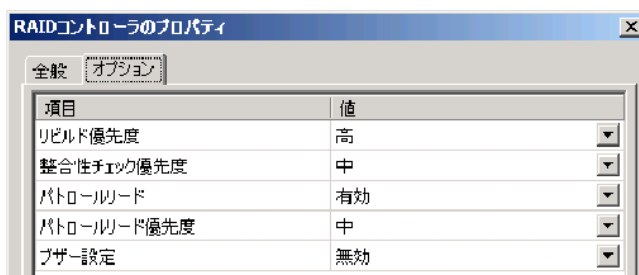 RAIDコントローラのプロパティ
全般 オプション
項目 値
リビルド優先度 高
整合性チェック優先度 中
パトロールリード 有効
パトロールリード優先度 中
ブザー設定 無効